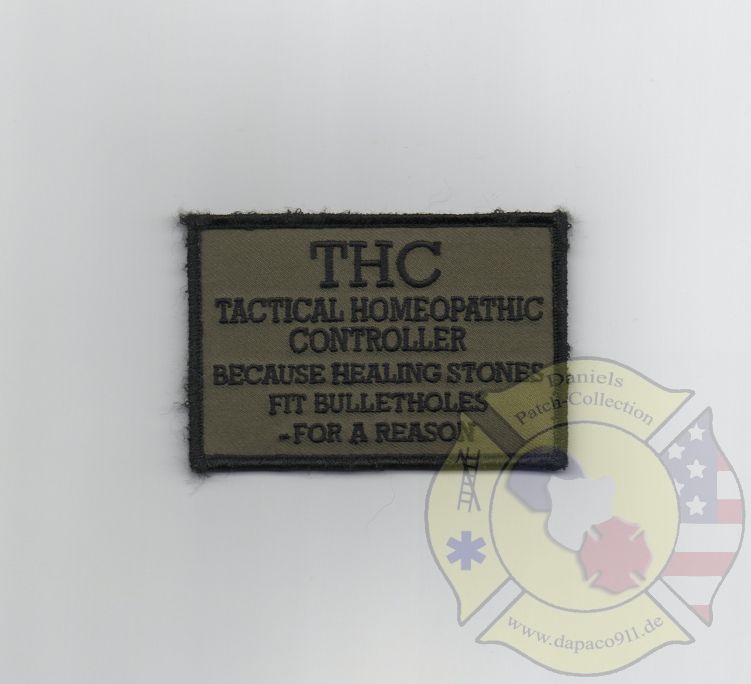 THC
TACTICAL HOMEOPATHIC
CONTROLLER
BECAUSE HEALING STONES
FIT BULLETHOLES
-FOR A REASON
Daniels
Patch-Collection
www.dapaco911.de